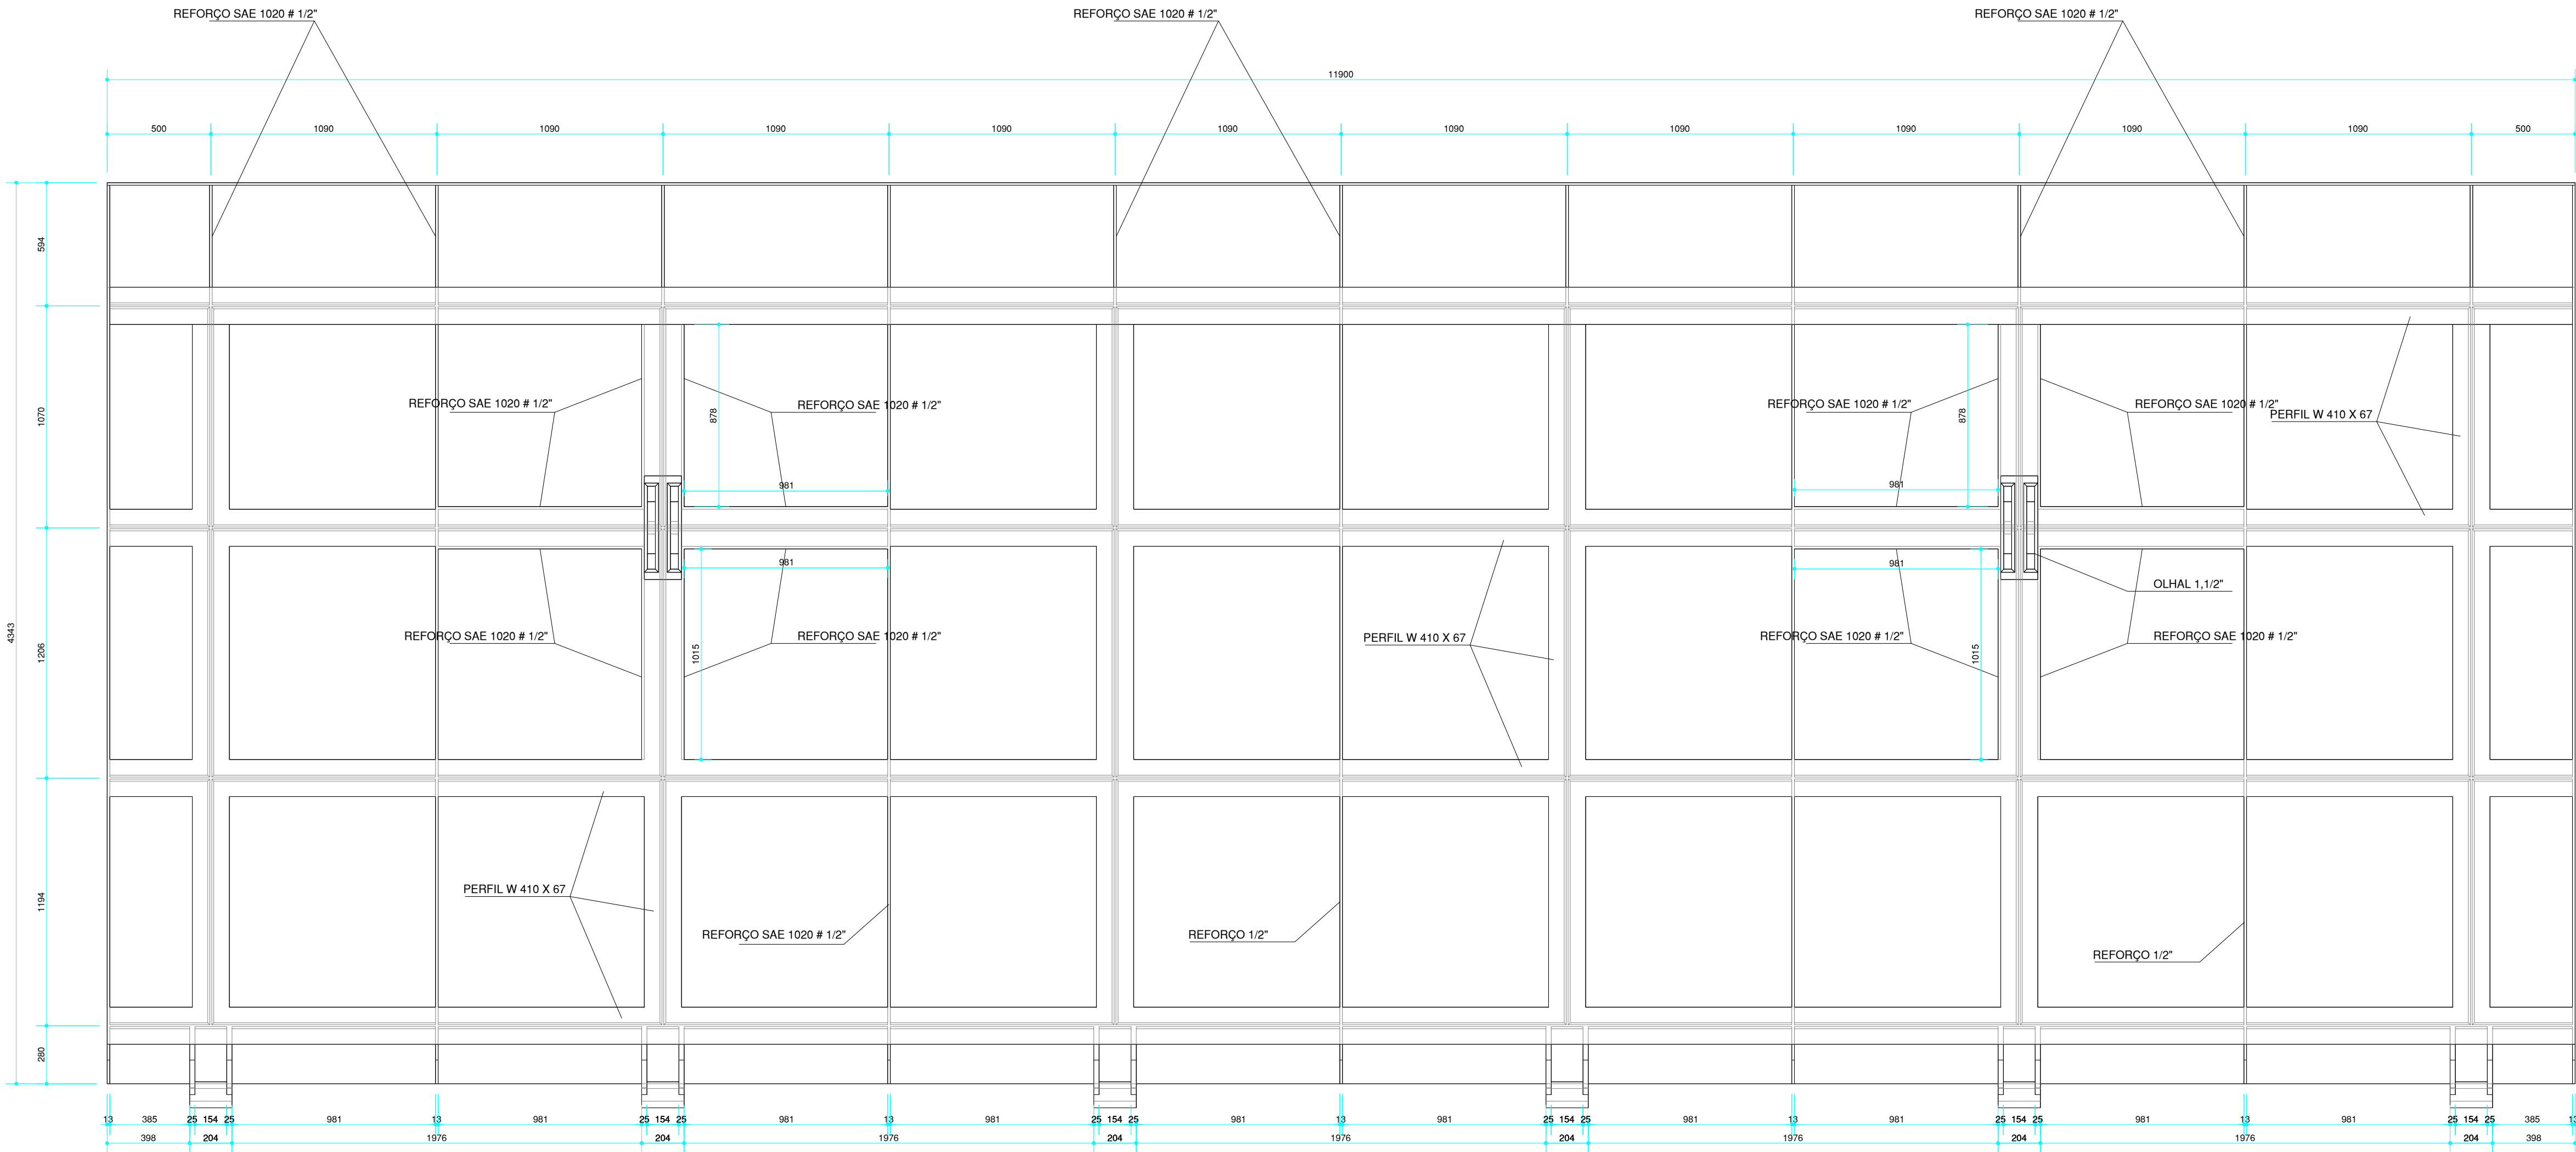 REFORÇO SAE 1020 # 1/2"
REFORÇO SAE 1020 # 1/2"
REFORÇO SAE 1020 # 1/2"
11900
500 1090 1090 1090 1090 1090 1090 1090 1090 1090 1090 500
594
1070
1206
4343
1194
280
REFORÇO SAE 1020 # 1/2"
878
REFORÇO SAE 1020 # 1/2"
REFORÇO SAE 1020 # 1/2"
878
REFORÇO SAE 1020 # 1/2"
PERFIL W 410 X 67
981
981
981
981
OLHAL 1,1/2"
REFORÇO SAE 1020 # 1/2"
1015
REFORÇO SAE 1020 # 1/2"
PERFIL W 410 X 67
REFORÇO SAE 1020 # 1/2"
1015
REFORÇO SAE 1020 # 1/2"
PERFIL W 410 X 67
REFORÇO SAE 1020 # 1/2"
REFORÇO 1/2"
REFORÇO 1/2"
13 385 25 154 25 981 13 981 25 154 25 981 13 981 25 154 25 981 13 981 25 154 25 981 13 981 25 154 25 981 13 981 25 154 25 385 13
398 204 1976 204 1976 204 1976 204 1976 204 1976 204 398